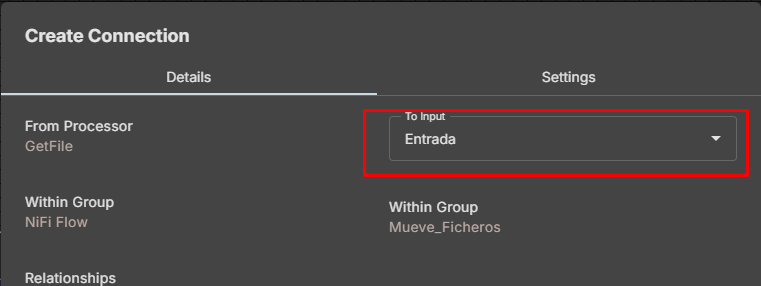 Create Connection
Details
Settings
From Processor
GetFile
To Input
Entrada
Within Group
NiFi Flow
Within Group
Mueve_Ficheros
Relationships